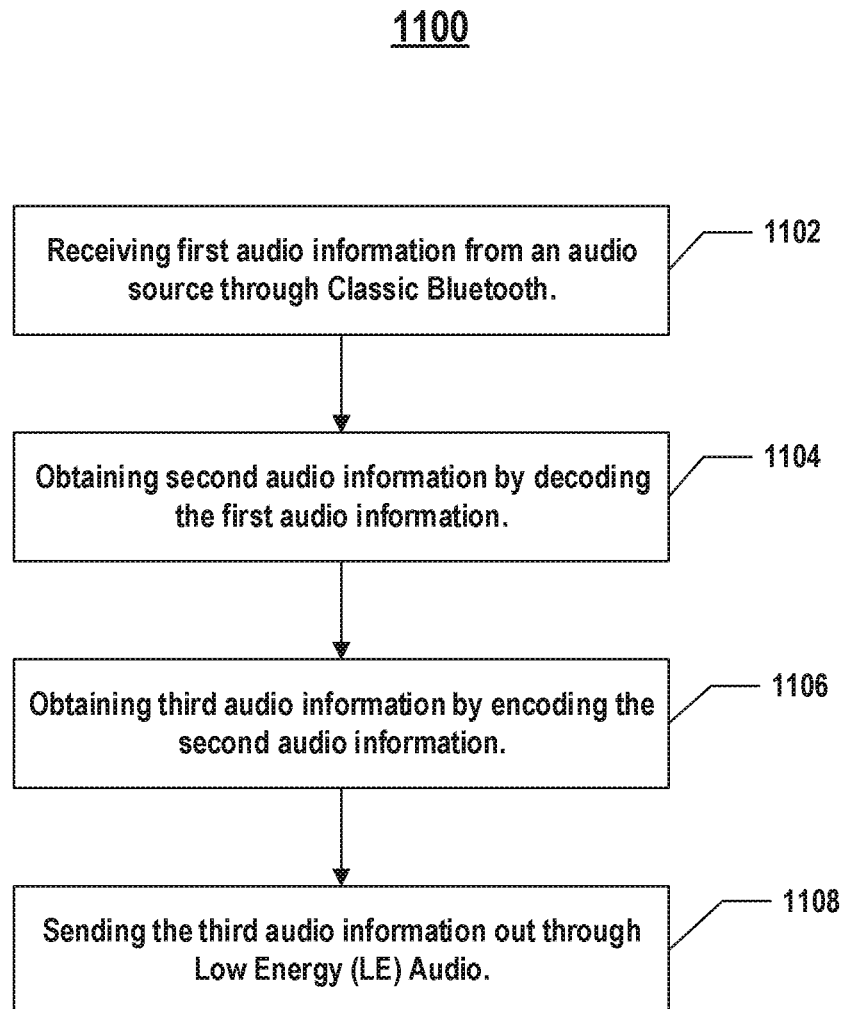 1100
Receiving first audio information from an audio
source through Classic Bluetooth.
1102
Obtaining second audio information by decoding
the first audio information.
1104
Obtaining third audio information by encoding the
second audio information.
1106
Sending the third audio information out through
Low Energy (LE) Audio.
1108